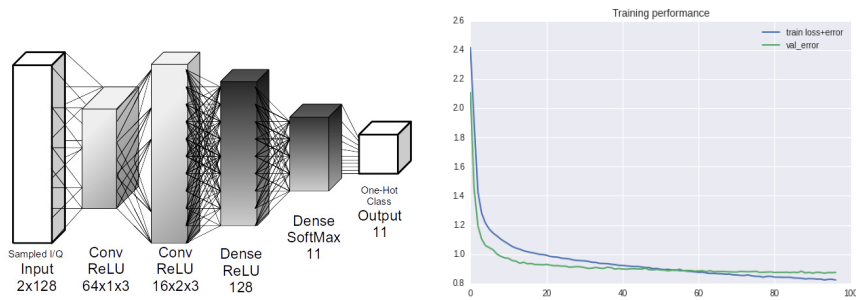 Sampled I/Q
Input
2x128
Conv
ReLU
64x1x3
Conv
ReLU
16x2x3
Dense
ReLU
128
Dense
SoftMax
11
One-Hot
Class
Output
11
Training performance
train loss+error
val_error
2.6
2.4
2.2
2.0
1.8
1.6
1.4
1.2
1.0
0.8
0 20 40 60 80 100